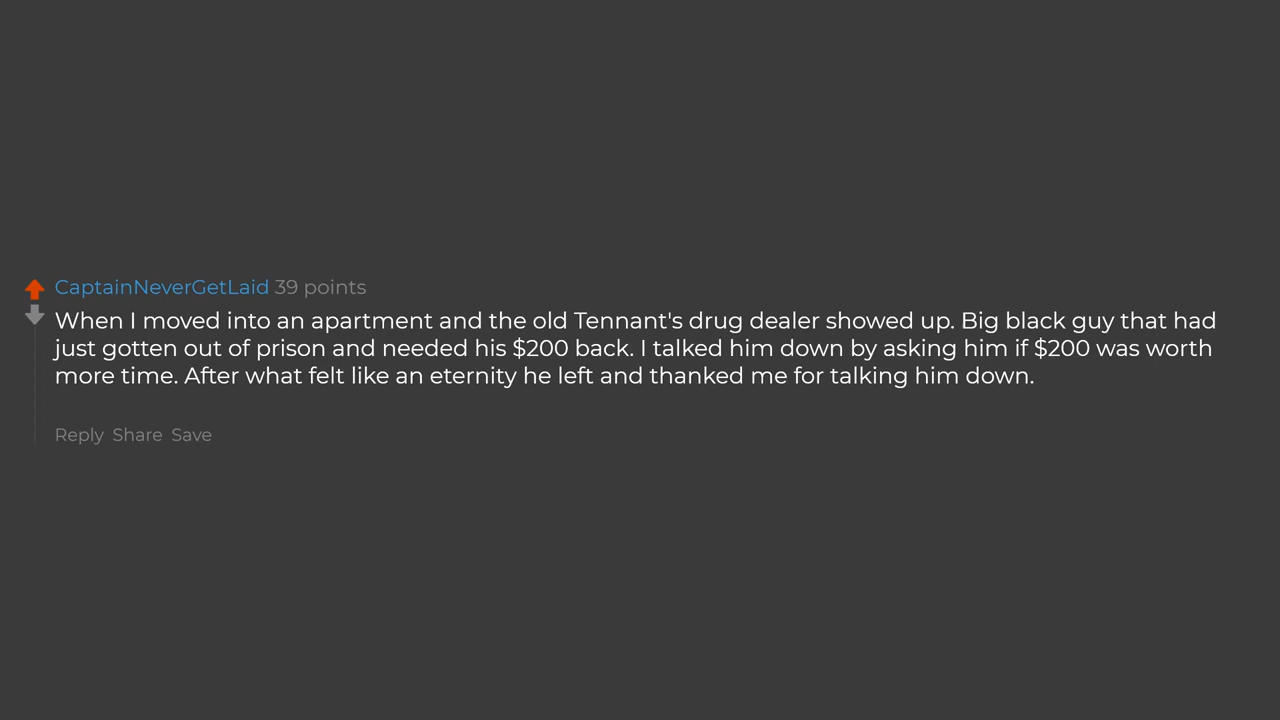 CaptainNeverGetLaid 39 points
When I moved into an apartment and the old Tennant's drug dealer showed up. Big black guy that had
just gotten out of prison and needed his $200 back. I talked him down by asking him if $200 was worth
more time. After what felt like an eternity he left and thanked me for talking him down.
Reply Share Save